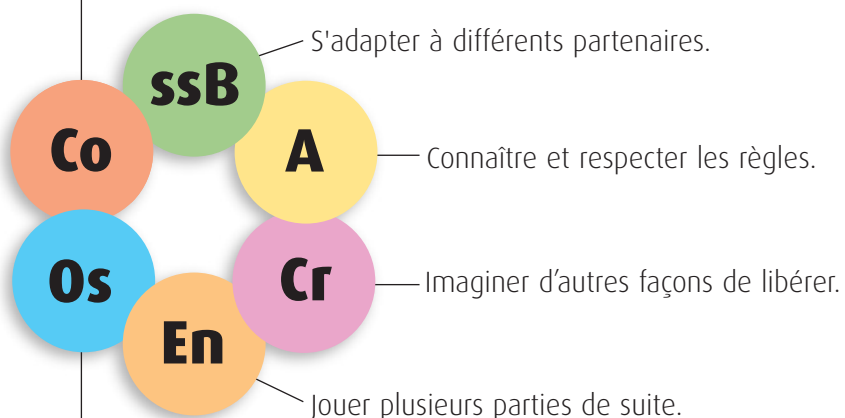 ssB
S'adapter à différents partenaires.
Co
A
Connaître et respecter les règles.
Os
Cr
Imaginer d’autres façons de libérer.
En
Jouer plusieurs parties de suite.